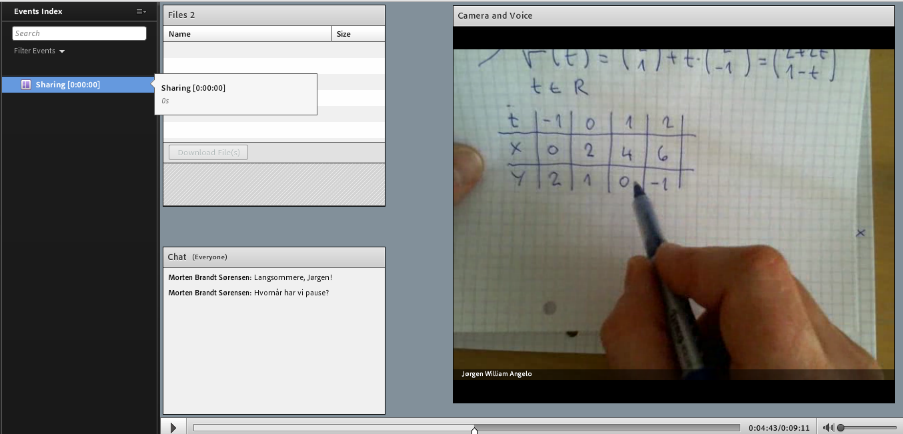 Events Index
Search
Filter Events
Sharing [0:00:00]
Sharing [0:00:00]
0s
Files 2
Name Size
Download File(s)
Chat (Everyone)
Morten Brandt Sørensen: Langsommere, Jørgen!
Morten Brandt Sørensen: Hvornår har vi pause?
Camera and Voice
t ∈ R
t -1 0 1 2
X 0 2 4 6
Y 2 1 0 -1
x
Jørgen William Angelo
0:04:43/0:09:11